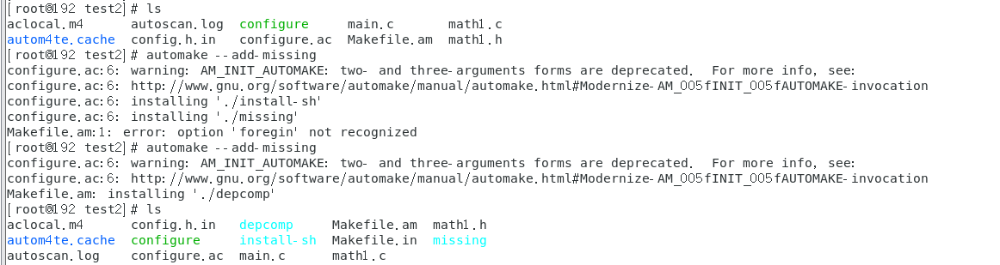 [root@192 test2]# ls
aclocal.m4      autoscan.log  configure     main.c       math1.c
autom4te.cache  config.h.in   configure.ac  Makefile.am  math1.h
[root@192 test2]# automake --add-missing
configure.ac:6: warning: AM_INIT_AUTOMAKE: two- and three-arguments forms are deprecated.  For more info, see:
configure.ac:6: http://www.gnu.org/software/automake/manual/automake.html#Modernize-AM_005fINIT_005fAUTOMAKE-invocation
configure.ac:6: installing './install-sh'
configure.ac:6: installing './missing'
Makefile.am:1: error: option 'foregin' not recognized
[root@192 test2]# automake --add-missing
configure.ac:6: warning: AM_INIT_AUTOMAKE: two- and three-arguments forms are deprecated.  For more info, see:
configure.ac:6: http://www.gnu.org/software/automake/manual/automake.html#Modernize-AM_005fINIT_005fAUTOMAKE-invocation
Makefile.am: installing './depcomp'
[root@192 test2]# ls
aclocal.m4      config.h.in   depcomp     Makefile.am  math1.h
autom4te.cache  configure     install-sh  Makefile.in  missing
autoscan.log    configure.ac  main.c      math1.c